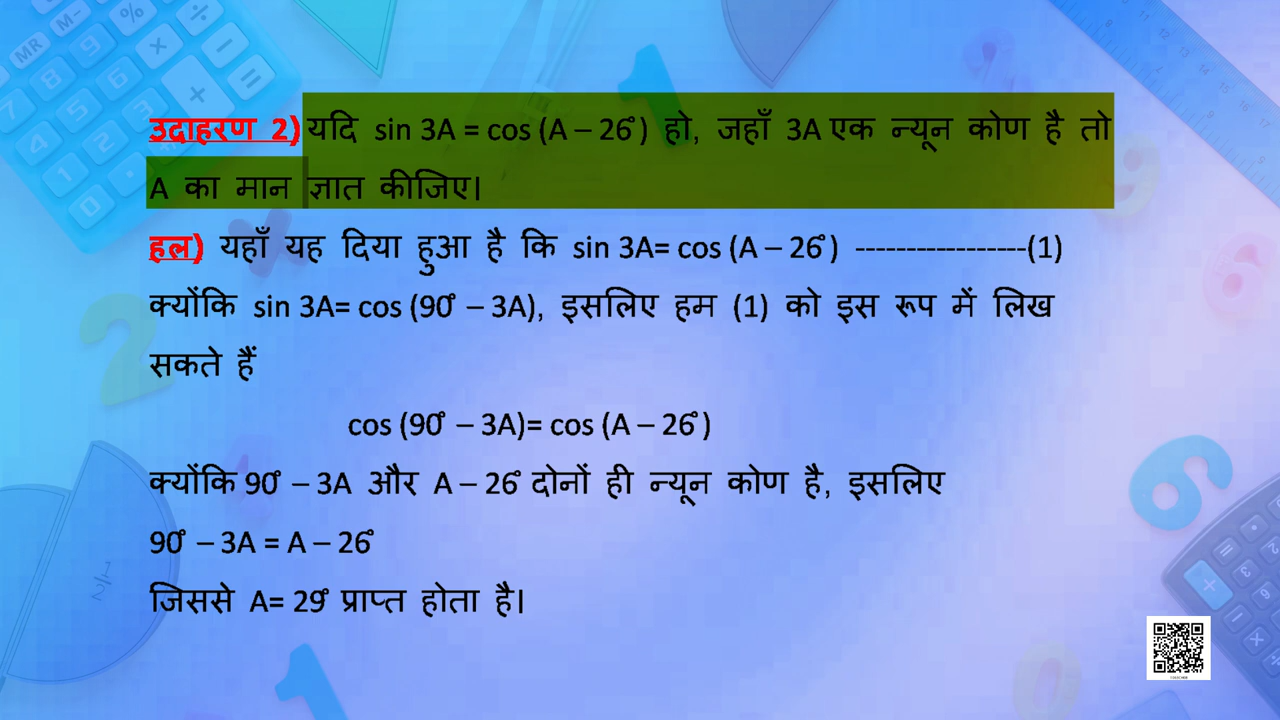 उदाहरण 2) यदि sin 3A = cos (A – 26°) हो, जहाँ 3A एक न्यून कोण है तो
A का मान ज्ञात कीजिए।
हल) यहाँ यह दिया हुआ है कि sin 3A= cos (A – 26°) -----------------(1)
क्योंकि sin 3A= cos (90° – 3A), इसलिए हम (1) को इस रूप में लिख
सकते हैं
cos (90° – 3A)= cos (A – 26°)
क्योंकि 90° – 3A और A – 26° दोनों ही न्यून कोण है, इसलिए
90° – 3A = A – 26°
जिससे A= 29° प्राप्त होता है।